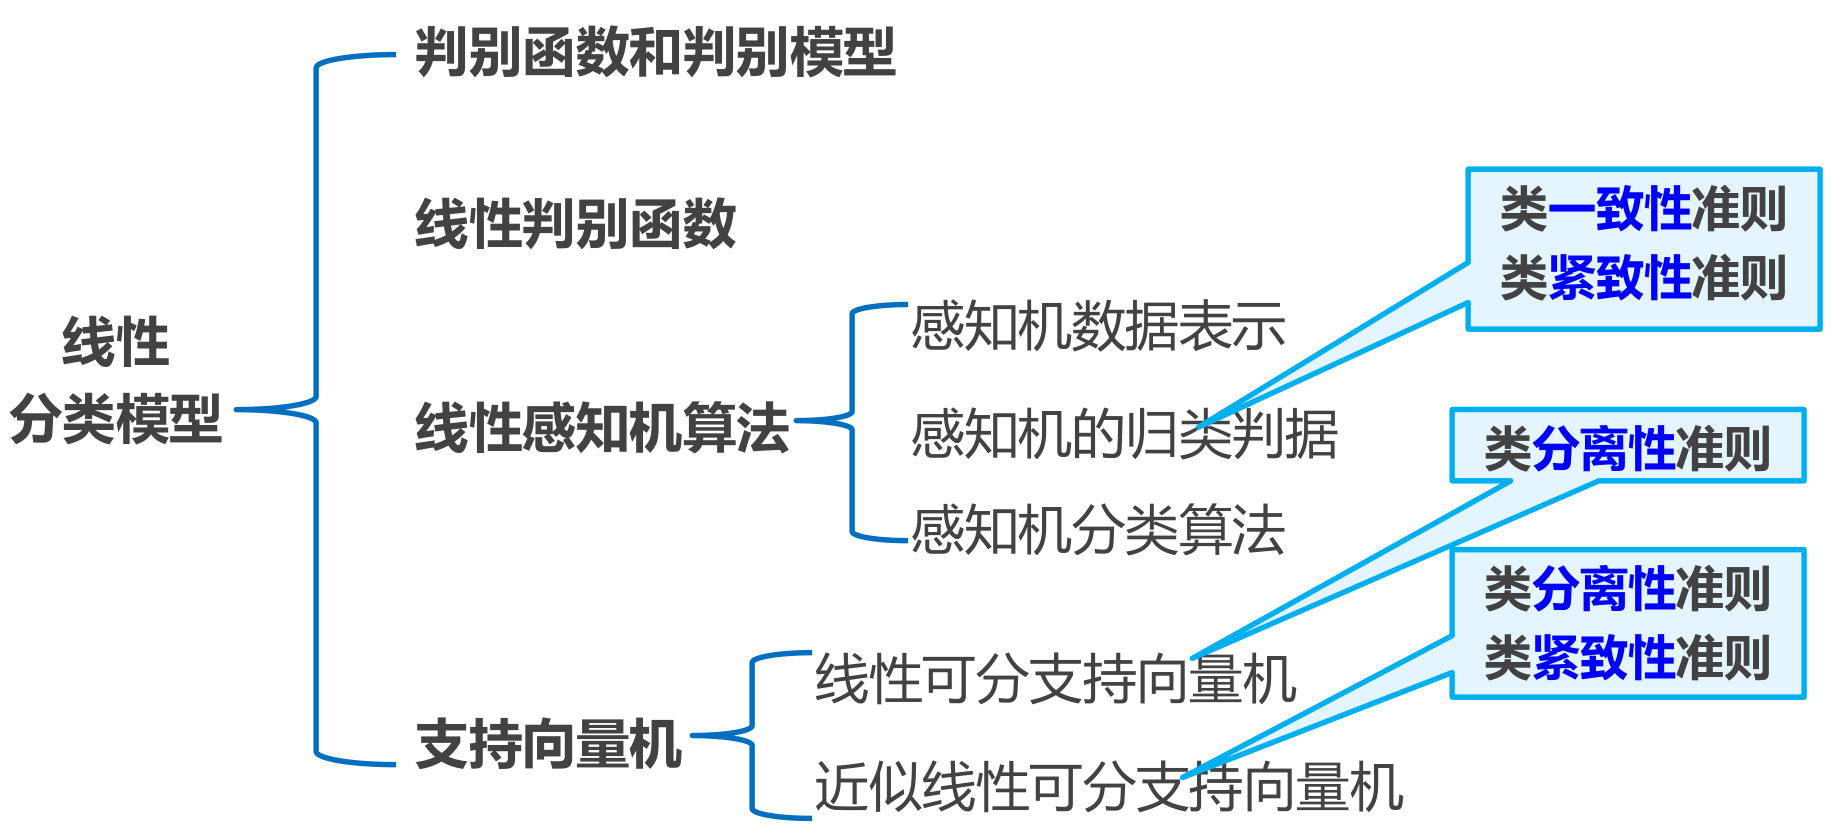 判别函数和判别模型
线性判别函数
类一致性准则
类紧致性准则
线性
分类模型
感知机数据表示
线性感知机算法
感知机的归类判据
类分离性准则
感知机分类算法
类分离性准则
类紧致性准则
线性可分支持向量机
支持向量机
近似线性可分支持向量机